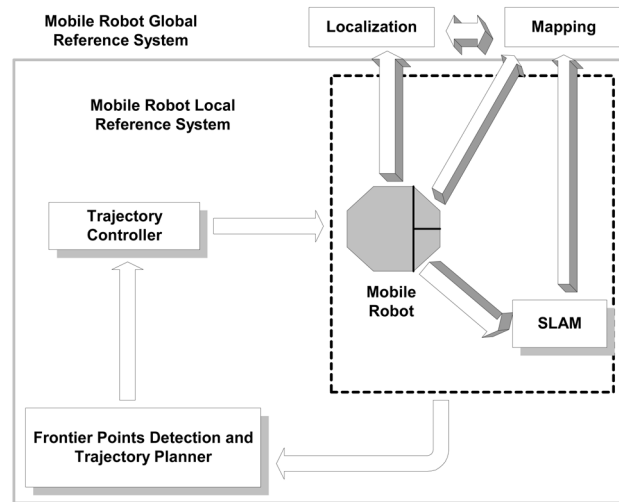 Mobile Robot Global
Reference System
Localization
Mapping
Mobile Robot Local
Reference System
Trajectory
Controller
Mobile
Robot
SLAM
Frontier Points Detection and
Trajectory Planner